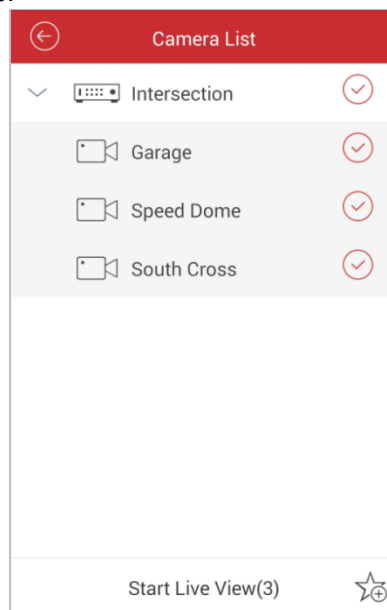 Camera List
Intersection
Garage
Speed Dome
South Cross
Start Live View(3)